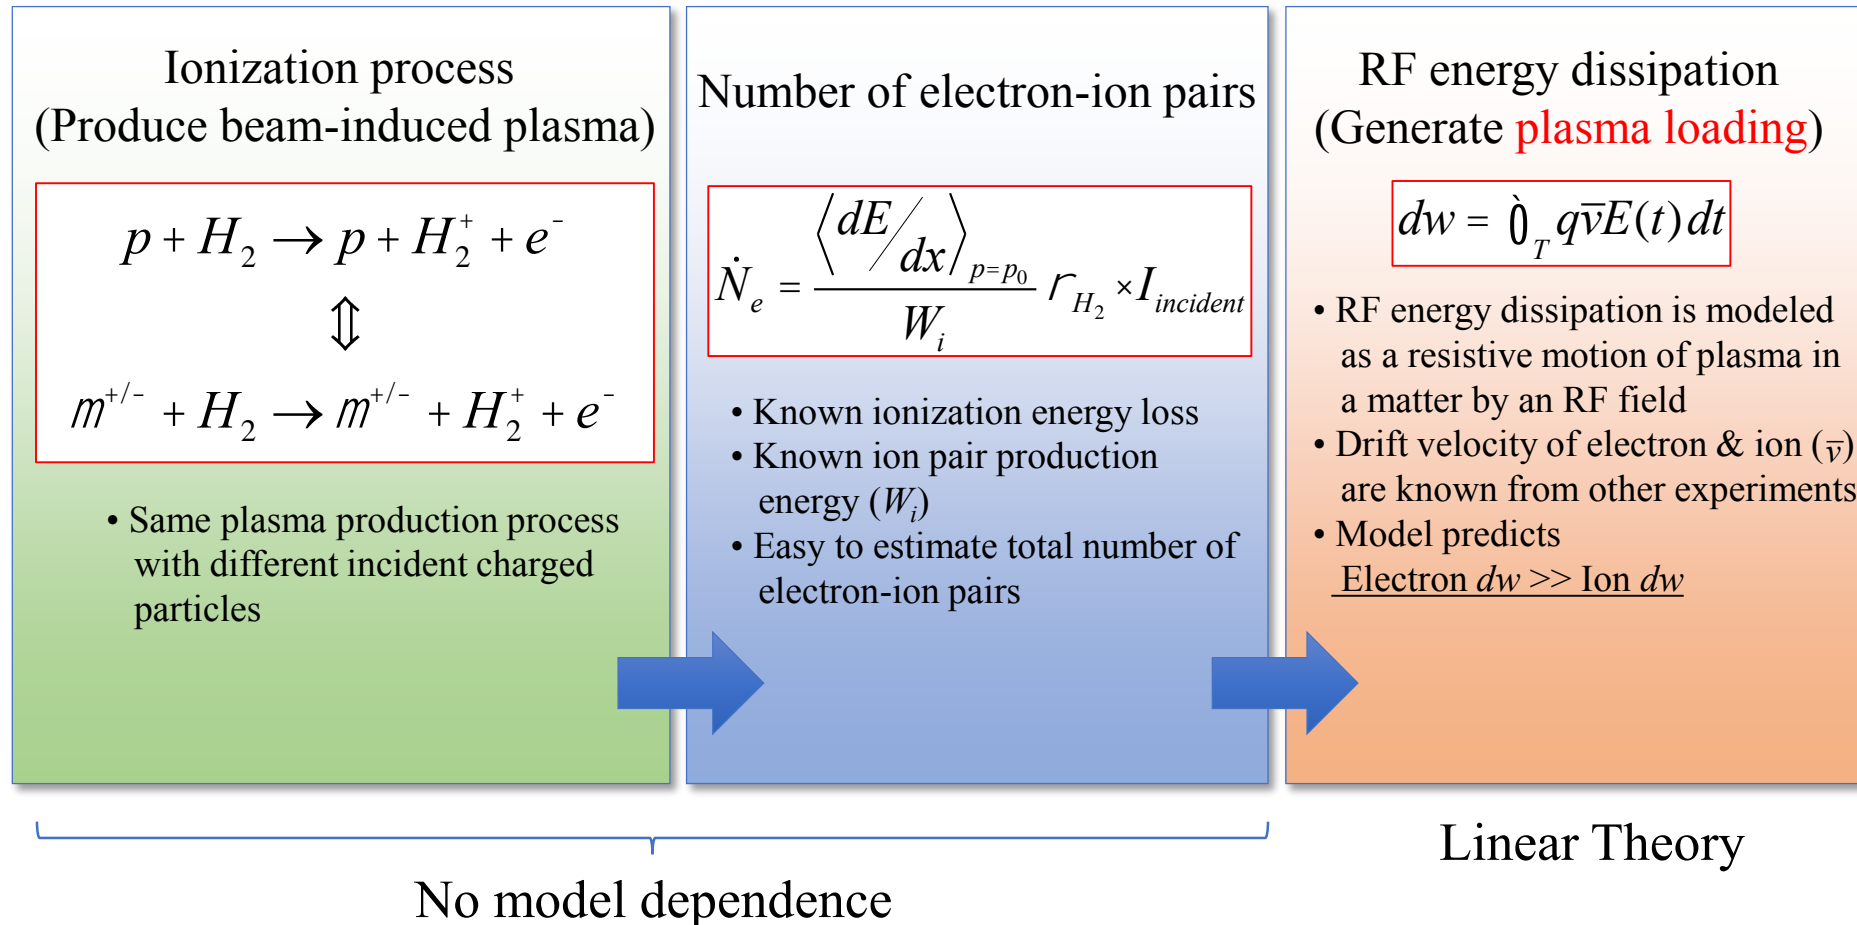 Ionization process
(Produce beam-induced plasma)
p + H₂ → p + H₂⁺ + e⁻
⇕
m⁺/⁻ + H₂ → m⁺/⁻ + H₂⁺ + e⁻
• Same plasma production process
with different incident charged
particles
Number of electron-ion pairs
Ṅₑ = ⟨dE/dx⟩ₚ₌ₚ₀ / Wᵢ r_H₂ × I_incident
• Known ionization energy loss
• Known ion pair production
energy (Wᵢ)
• Easy to estimate total number of
electron-ion pairs
RF energy dissipation
(Generate plasma loading)
dw = ò_T qv̅E(t)dt
• RF energy dissipation is modeled
as a resistive motion of plasma in
a matter by an RF field
• Drift velocity of electron & ion (v̅)
are known from other experiments
• Model predicts
Electron dw >> Ion dw
No model dependence
Linear Theory